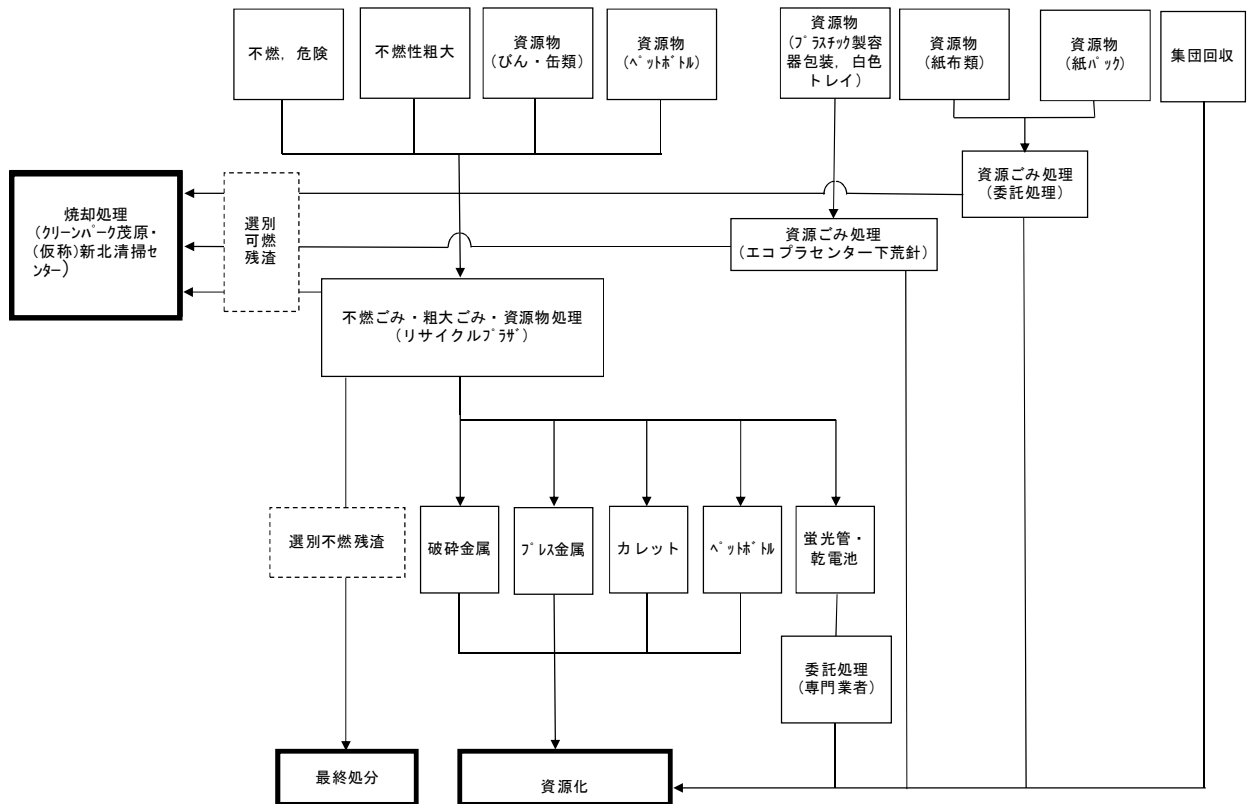 不燃，危険
不燃性粗大
資源物
(びん・缶類)
資源物
(ﾍﾟｯﾄﾎﾞﾄﾙ)
資源物
(ﾌﾟﾗｽﾁｯｸ製容
器包装，白色
トレイ)
資源物
(紙布類)
資源物
(紙パック)
集団回収
焼却処理
(ｸﾘｰﾝﾊﾟｰｸ茂原・
(仮称)新北清掃ｾ
ﾝﾀｰ)
選別
可燃
残渣
資源ごみ処理
(委託処理)
資源ごみ処理
(エコプラセンター下荒針)
不燃ごみ・粗大ごみ・資源物処理
(リサイクルﾌﾟﾗｻﾞ)
選別不燃残渣
破砕金属
ﾌﾟﾚｽ金属
カレット
ﾍﾟｯﾄﾎﾞﾄﾙ
蛍光管・
乾電池
委託処理
(専門業者)
最終処分
資源化